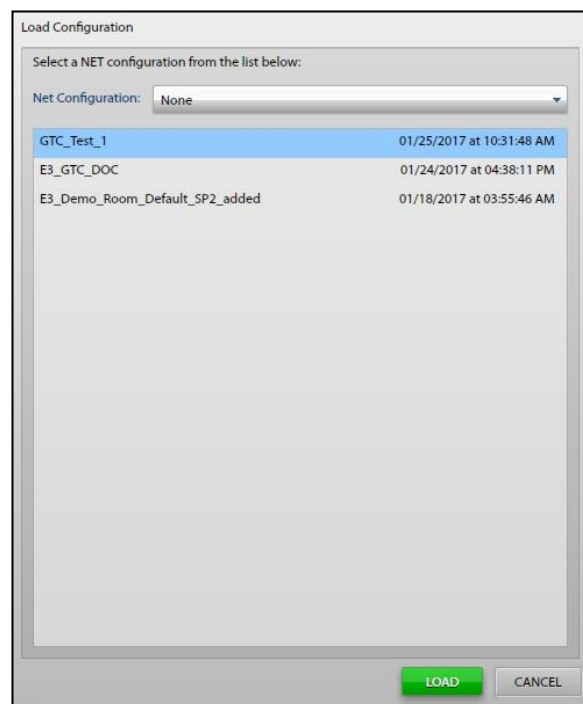 Load Configuration
Select a NET configuration from the list below:
Net Configuration: None
GTC_Test_1 01/25/2017 at 10:31:48 AM
E3_GTC_DOC 01/24/2017 at 04:38:11 PM
E3_Demo_Room_Default_SP2_added 01/18/2017 at 03:55:46 AM
LOAD CANCEL